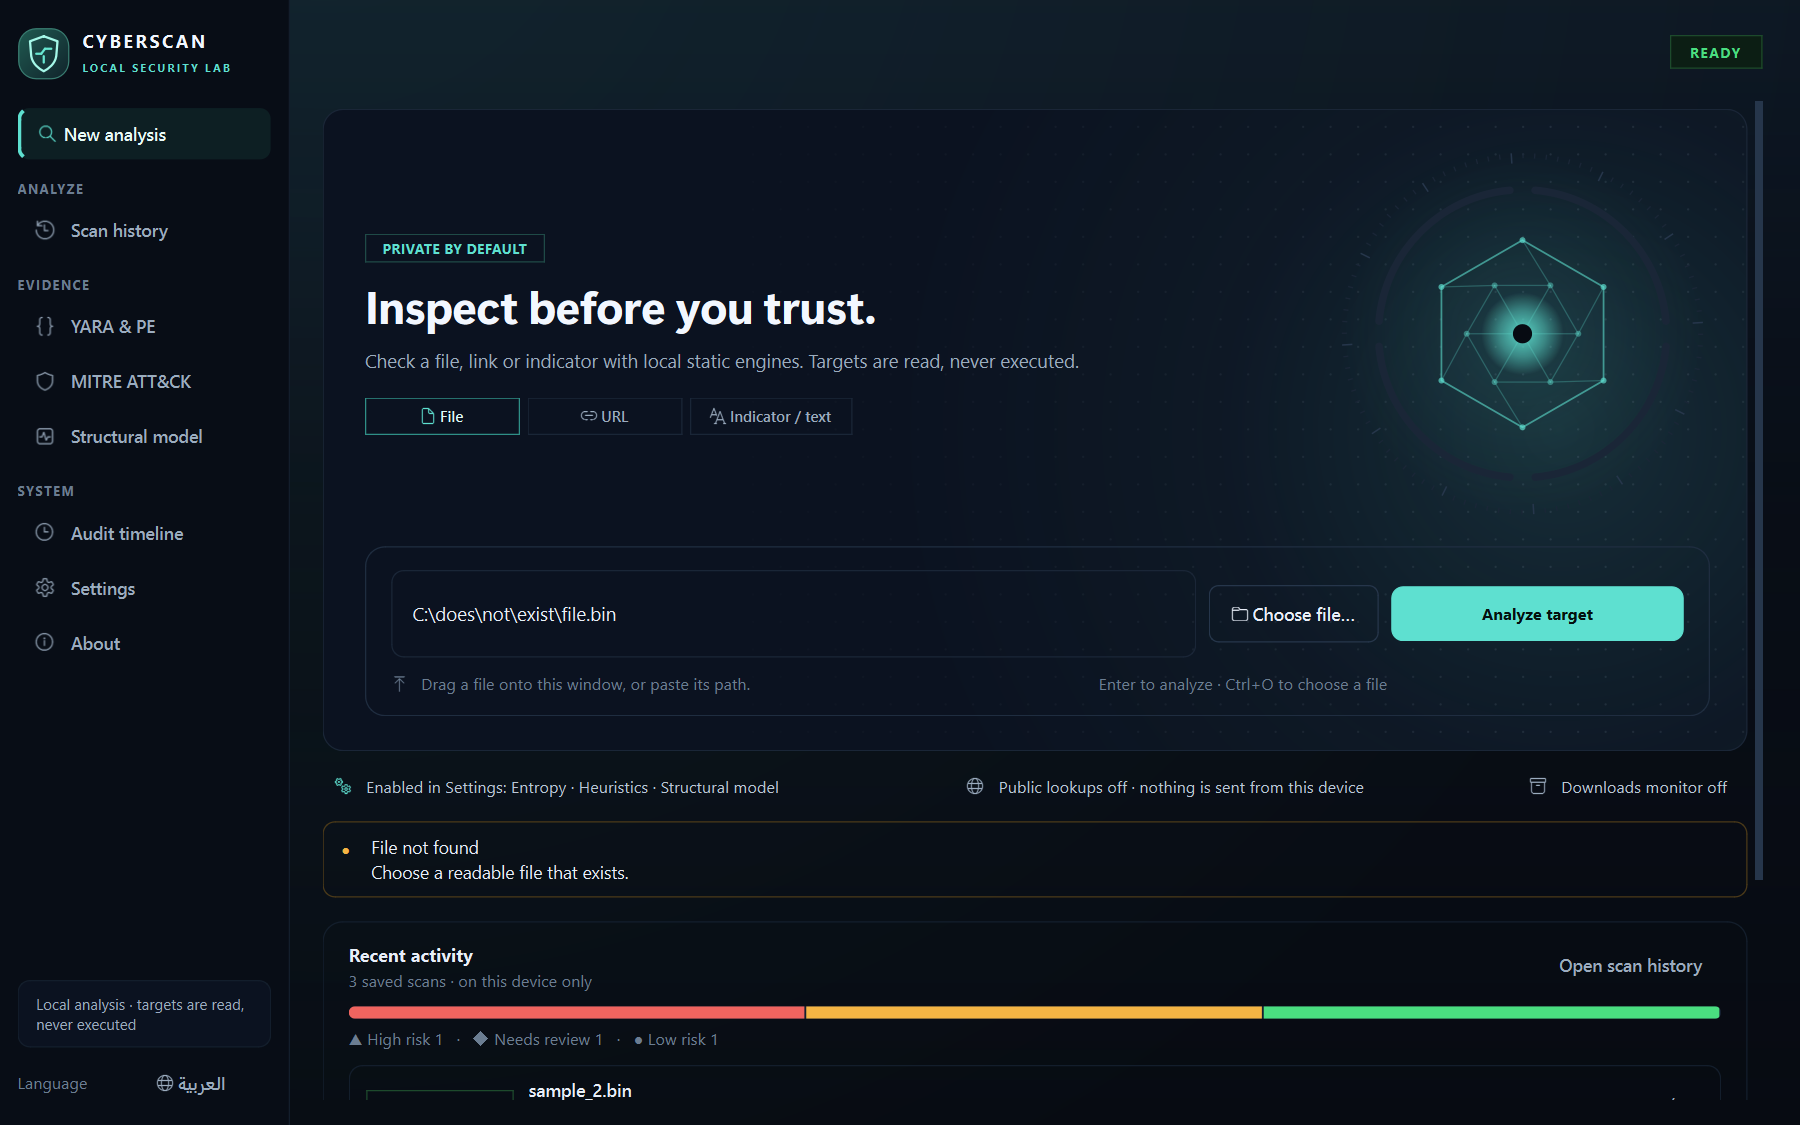 CYBERSCAN
LOCAL SECURITY LAB
New analysis
ANALYZE
Scan history
EVIDENCE
YARA & PE
MITRE ATT&CK
Structural model
SYSTEM
Audit timeline
Settings
About
Local analysis · targets are read,
never executed
Language
العربية
READY
PRIVATE BY DEFAULT
Inspect before you trust.
Check a file, link or indicator with local static engines. Targets are read, never executed.
File
URL
Indicator / text
C:\does\not\exist\file.bin
Choose file...
Analyze target
Drag a file onto this window, or paste its path.
Enter to analyze · Ctrl+O to choose a file
Enabled in Settings: Entropy · Heuristics · Structural model
Public lookups off · nothing is sent from this device
Downloads monitor off
File not found
Choose a readable file that exists.
Recent activity
3 saved scans · on this device only
Open scan history
▲ High risk 1 · ◆ Needs review 1 · ● Low risk 1
sample_2.bin